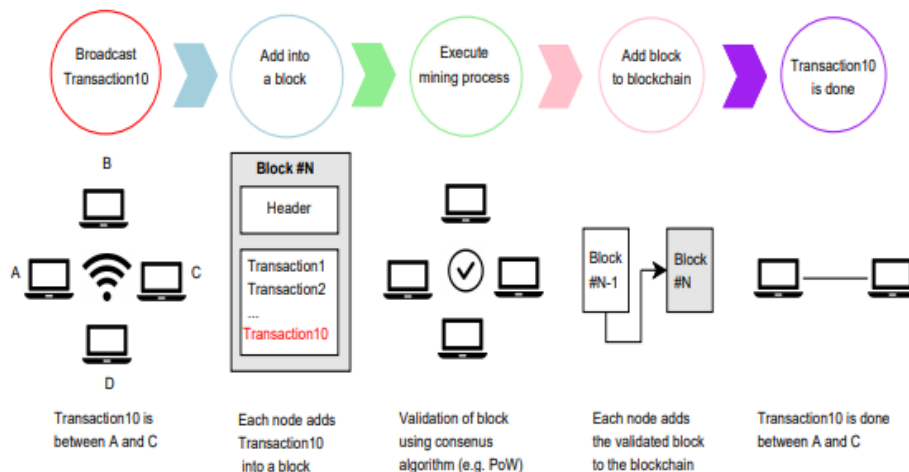 Broadcast
Transaction10
Add into
a block
Execute
mining process
Add block
to blockchain
Transaction10
is done
B
A
C
D
Block #N
Header
Transaction1
Transaction2
...
Transaction10
Block
#N-1
Block
#N
Transaction10 is
between A and C
Each node adds
Transaction10
into a block
Validation of block
using consenus
algorithm (e.g. PoW)
Each node adds
the validated block
to the blockchain
Transaction10 is done
between A and C